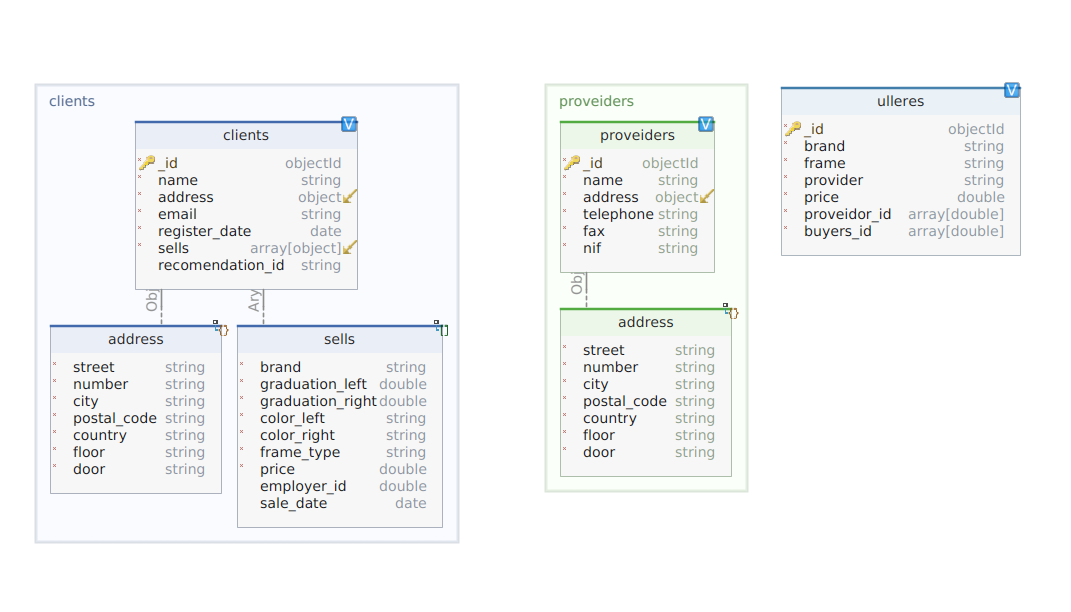 clients
clients
V
_id objectId
name string
address object
email string
register_date date
sells array[object]
recomendation_id string
Obj
Ary
address
street string
number string
city string
postal_code string
country string
floor string
door string
sells
brand string
graduation_left double
graduation_right double
color_left string
color_right string
frame_type string
price double
employer_id double
sale_date date
proveiders
proveiders
V
_id objectId
name string
address object
telephone string
fax string
nif string
Obj
address
street string
number string
city string
postal_code string
country string
floor string
door string
ulleres
V
_id objectId
brand string
frame string
provider string
price double
proveidor_id array[double]
buyers_id array[double]